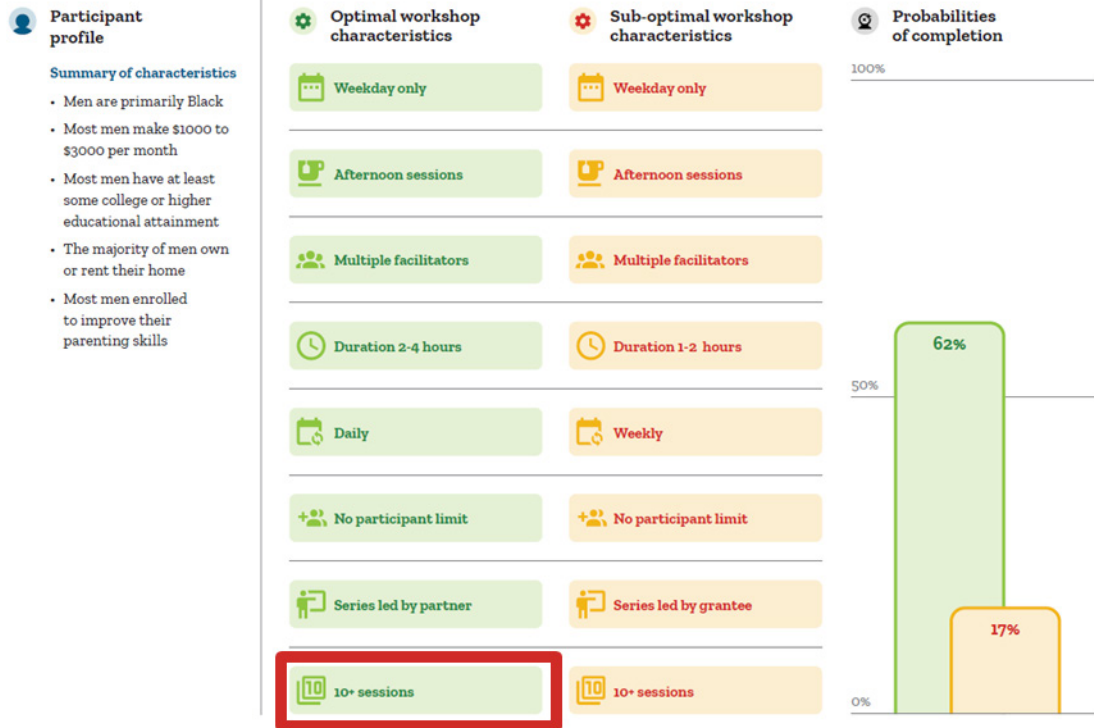 Participant
profile
Summary of characteristics
• Men are primarily Black
• Most men make $1000 to
$3000 per month
• Most men have at least
some college or higher
educational attainment
• The majority of men own
or rent their home
• Most men enrolled
to improve their
parenting skills
Optimal workshop
characteristics
Weekday only
Afternoon sessions
Multiple facilitators
Duration 2-4 hours
Daily
No participant limit
Series led by partner
10
10+ sessions
Sub-optimal workshop
characteristics
Weekday only
Afternoon sessions
Multiple facilitators
Duration 1-2 hours
Weekly
No participant limit
Series led by grantee
10
10+ sessions
Probabilities
of completion
100%
62%
50%
17%
0%